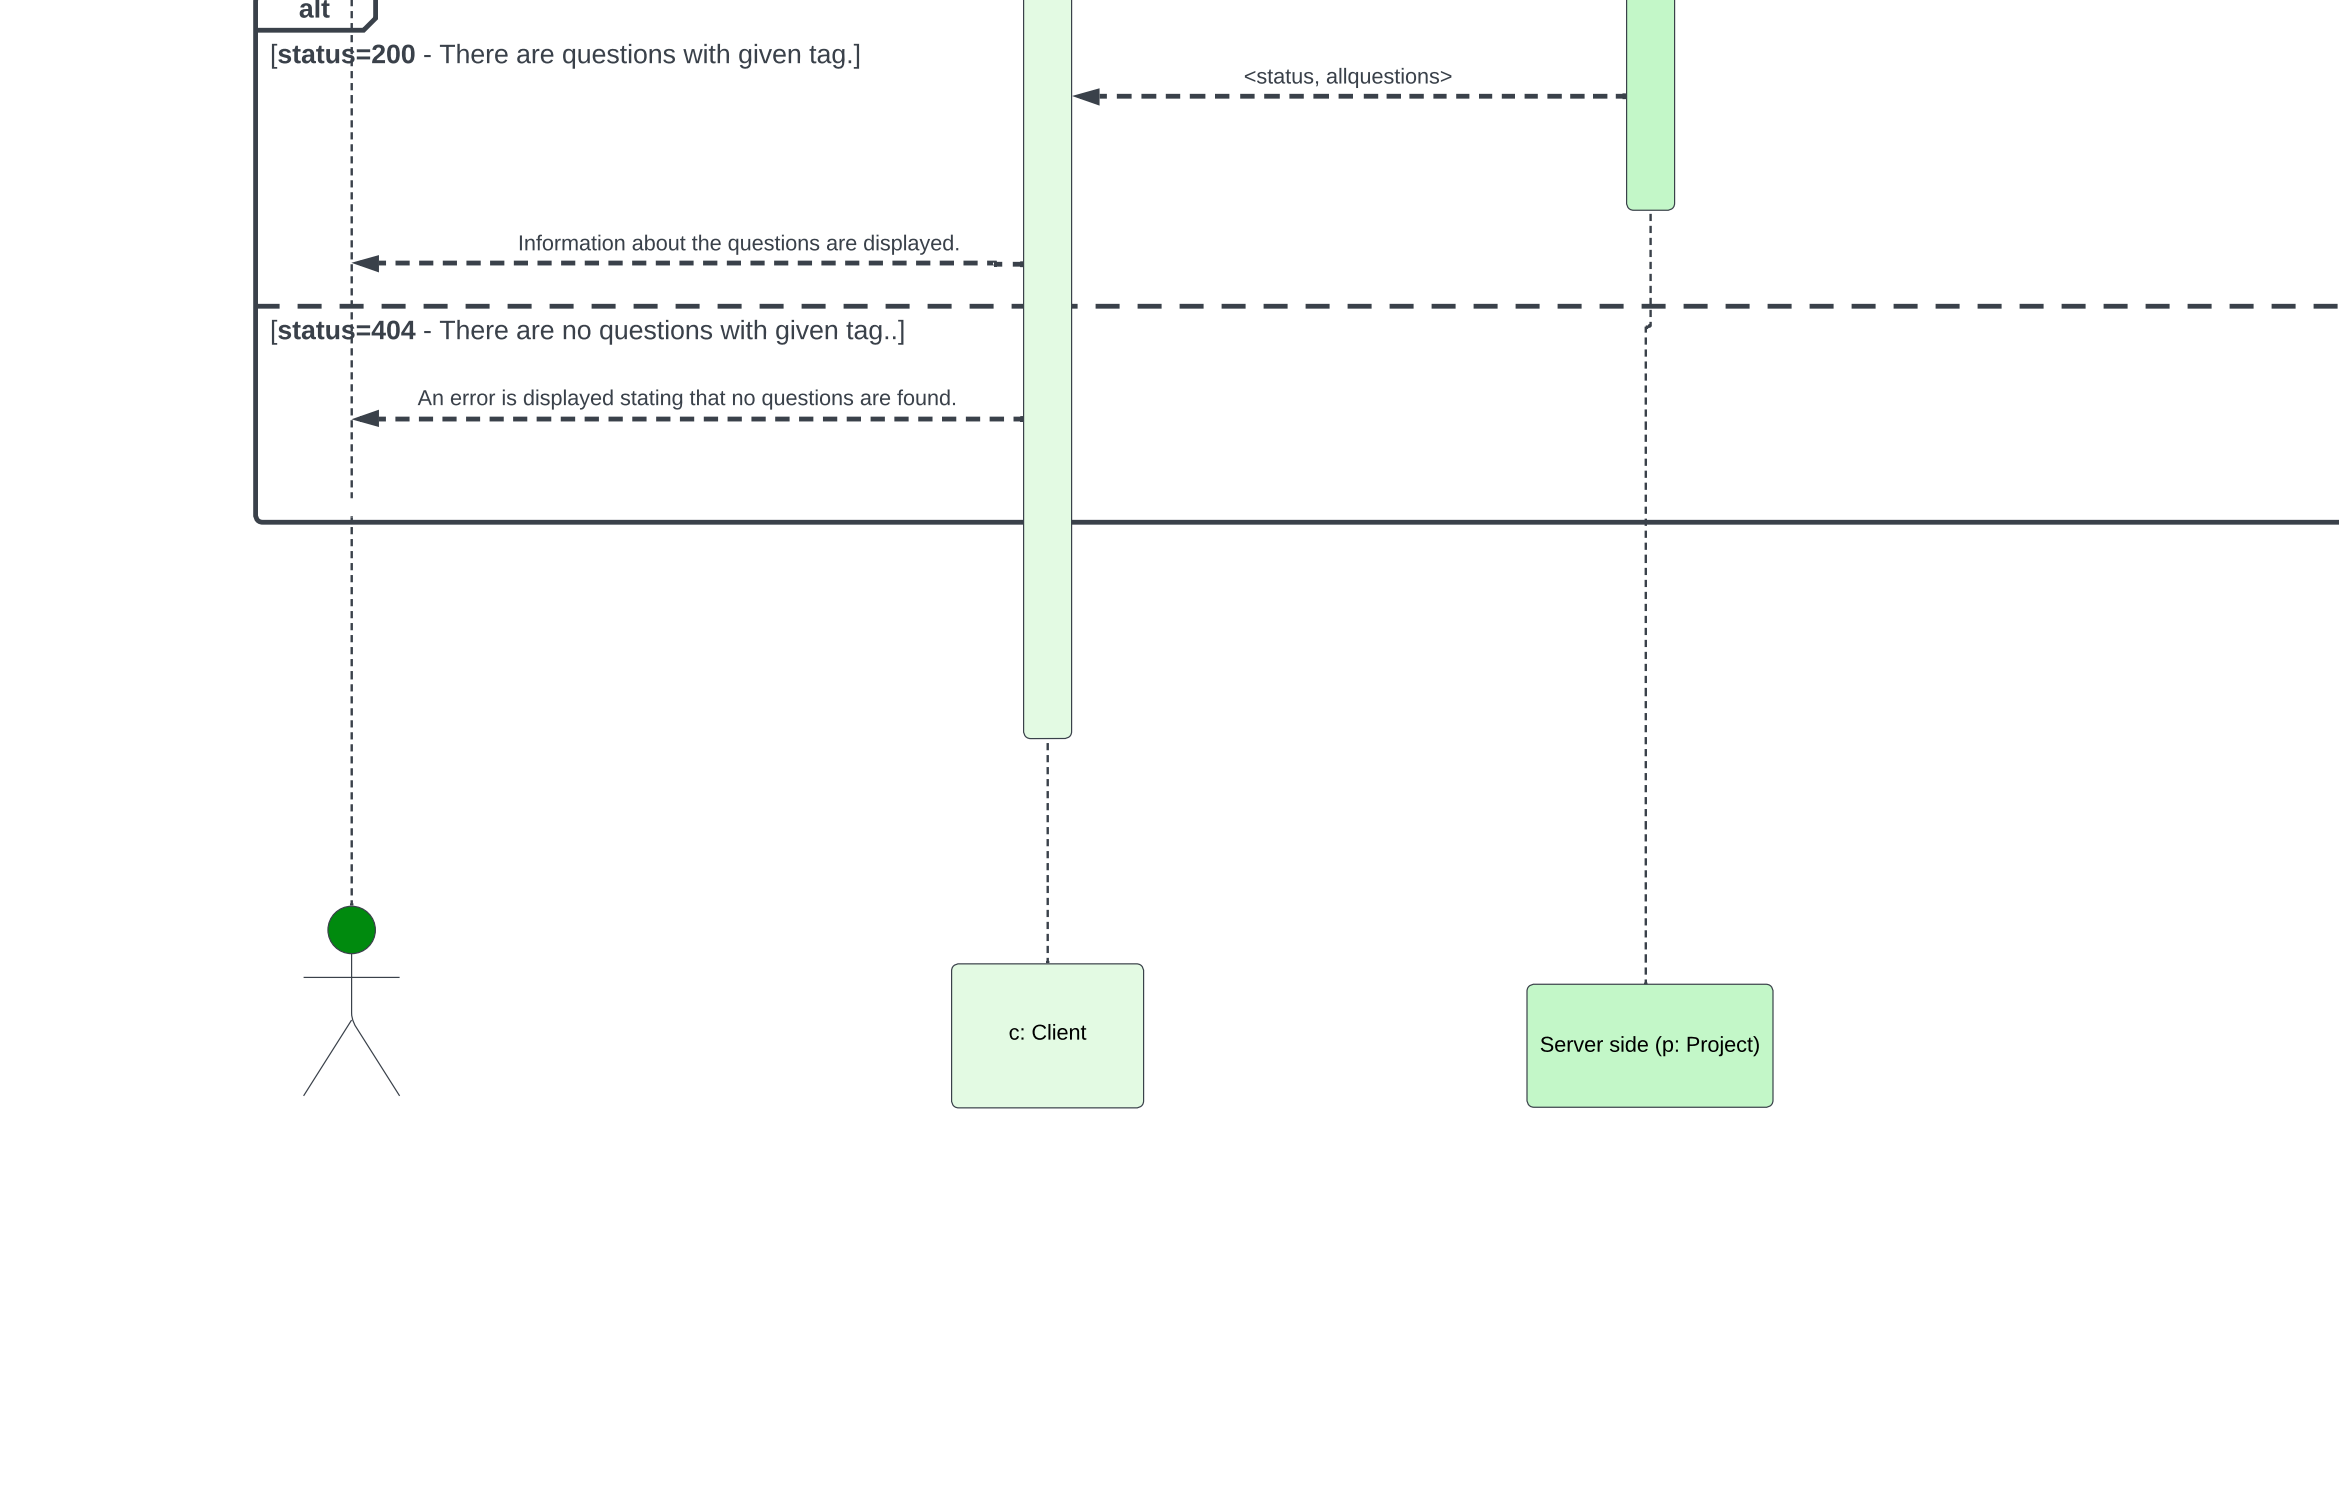 alt
[status=200 - There are questions with given tag.]
<status, allquestions>
Information about the questions are displayed.
[status=404 - There are no questions with given tag..]
An error is displayed stating that no questions are found.
c: Client
Server side (p: Project)